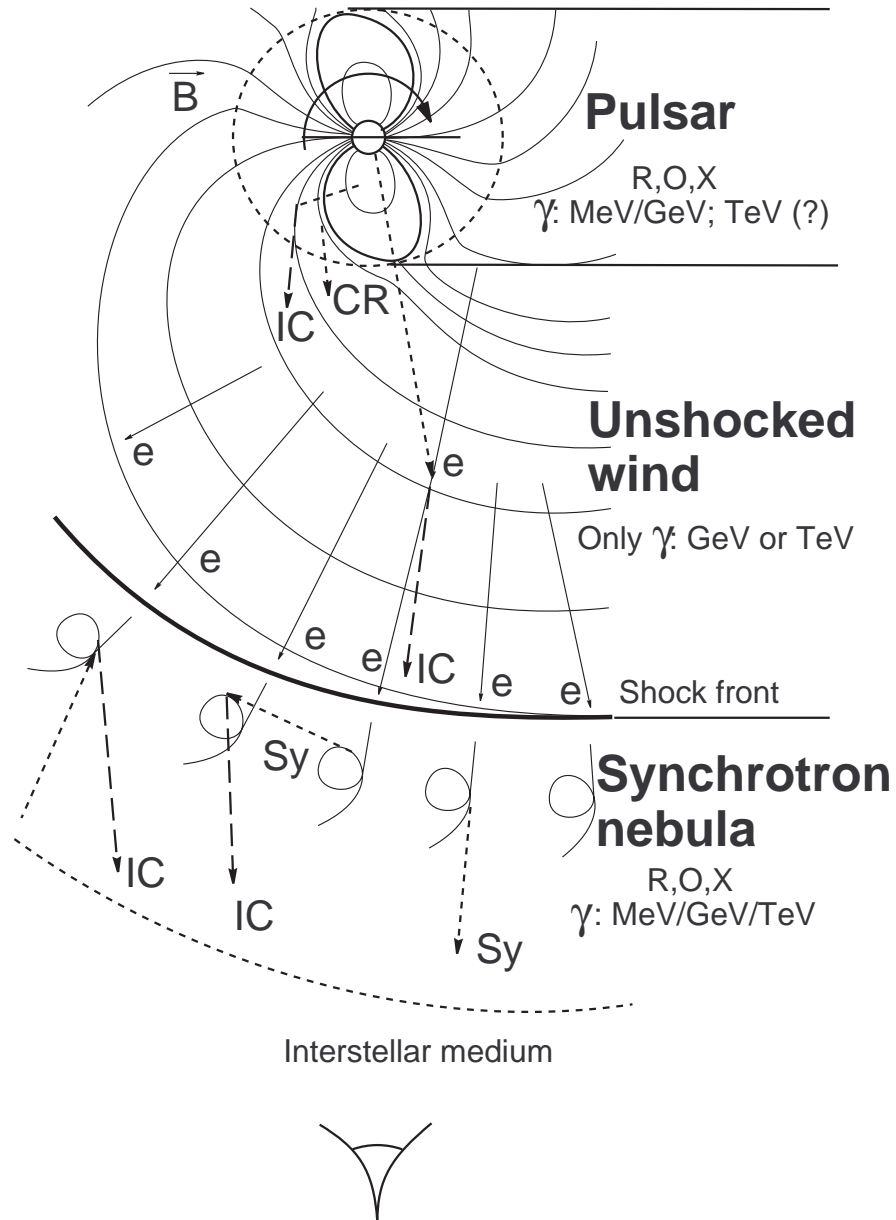 B
Pulsar
R,O,X
γ: MeV/GeV; TeV (?)
CR
IC
Unshocked
wind
e
e
Only γ: GeV or TeV
e
e
e
IC
e
e
Shock front
Sy
Synchrotron
nebula
IC
R,O,X
IC
γ: MeV/GeV/TeV
Sy
Interstellar medium